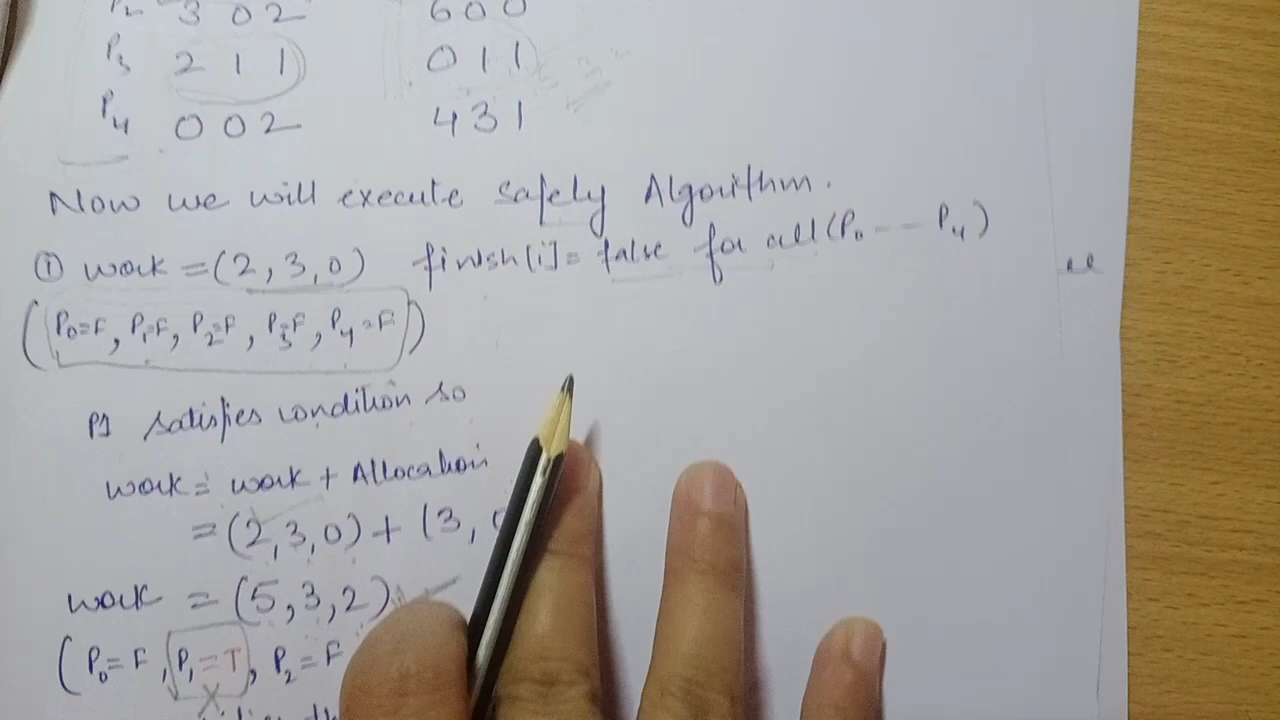 P2 3 0 2 6 0 0
P3 2 1 1 0 1 1
P4 0 0 2 4 3 1
Now we will execute Safety Algorithm.
① work = (2, 3, 0) finish[i] = false for all (P0 -- -- P4)
(P0=F, P1=F, P2=F, P3=F, P4=F)
P1 satisfies condition so
work = work + Allocation
= (2, 3, 0) + (3, 0
work = (5, 3, 2)
(P0=F, P1=T, P2=F